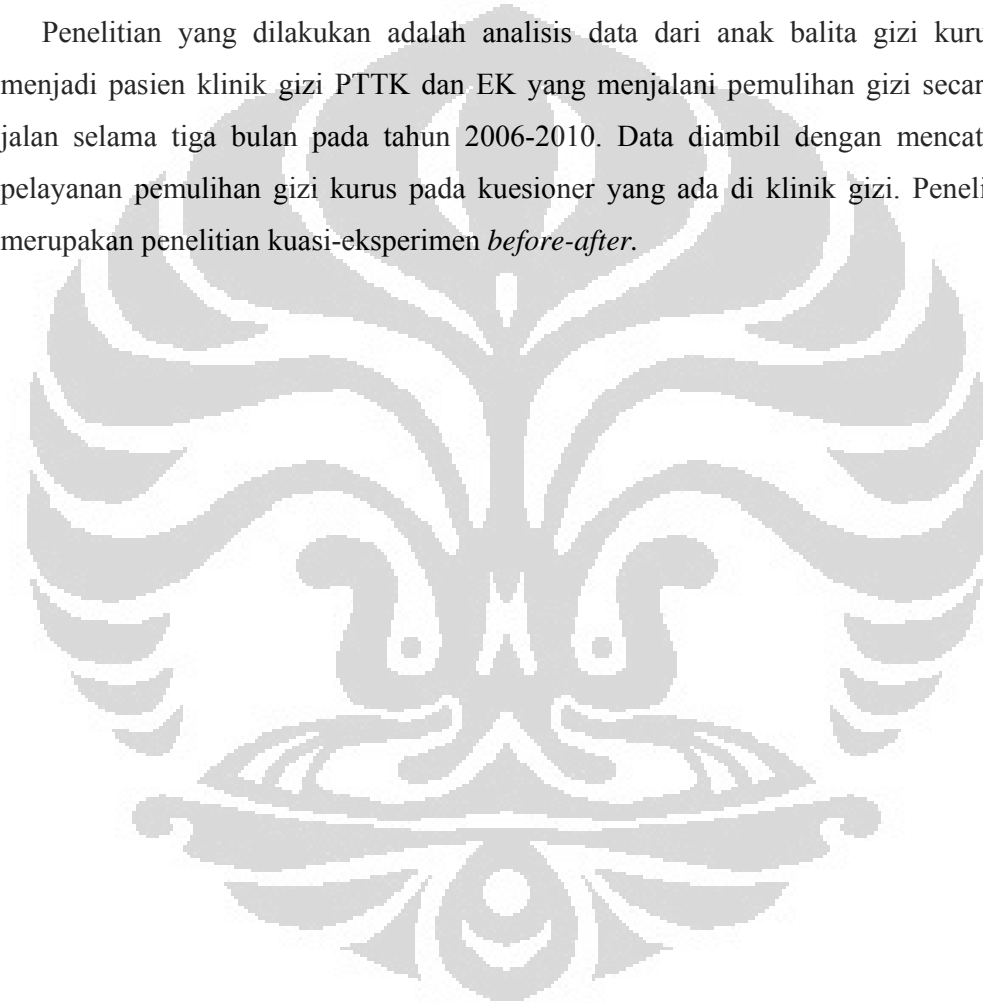 Penelitian yang dilakukan adalah analisis data dari anak balita gizi kuru
menjadi pasien klinik gizi PTTK dan EK yang menjalani pemulihan gizi secar
jalan selama tiga bulan pada tahun 2006-2010. Data diambil dengan mencat
pelayanan pemulihan gizi kurus pada kuesioner yang ada di klinik gizi. Peneli
merupakan penelitian kuasi-eksperimen before-after.